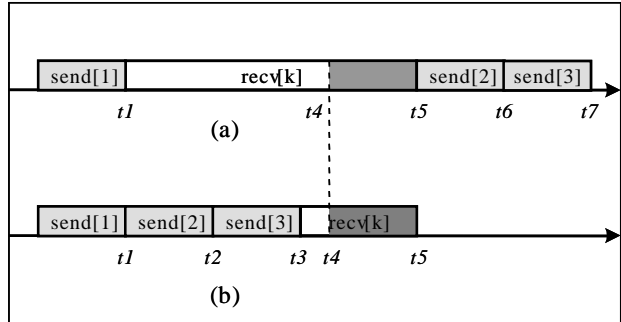 send[1] recv[k] send[2] send[3]
t1 t4 t5 t6 t7
(a)
send[1] send[2] send[3] recv[k]
t1 t2 t3 t4 t5
(b)